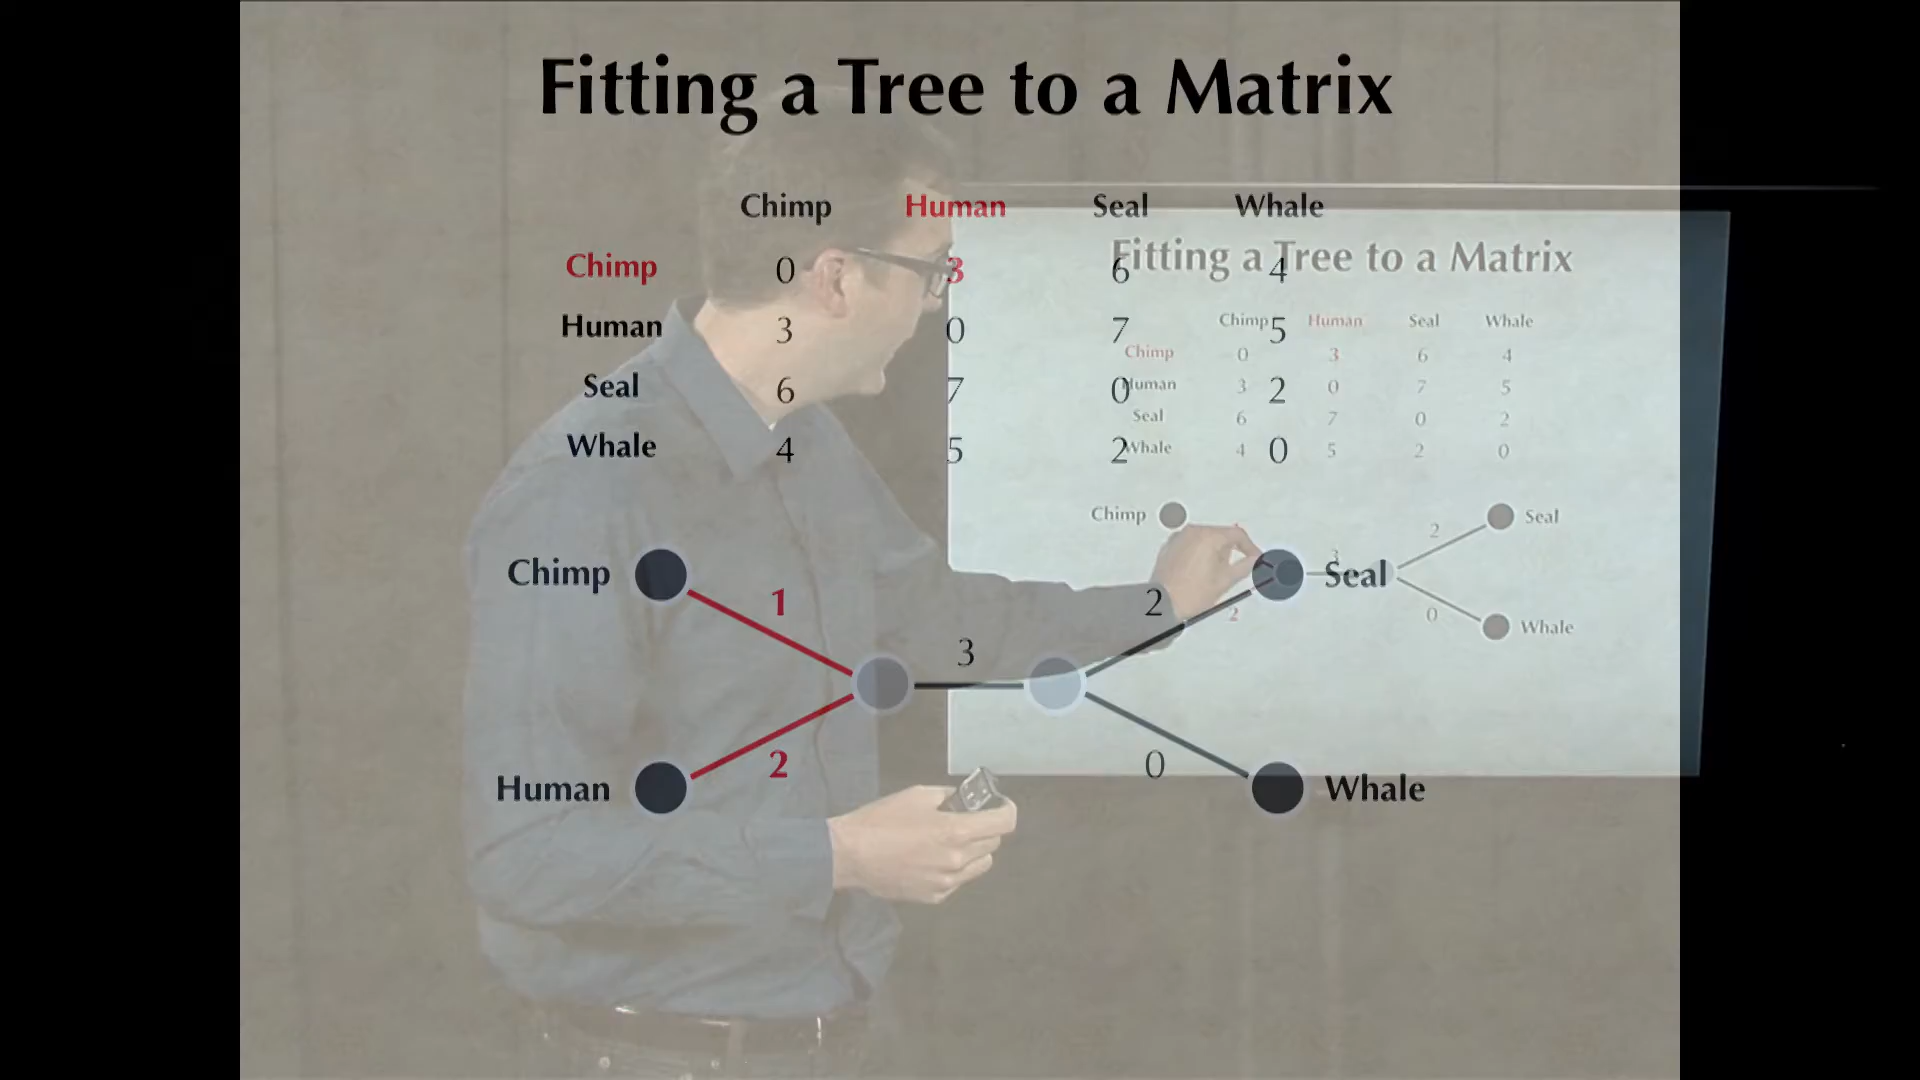 Fitting a Tree to a Matrix
Chimp Human Seal Whale
Chimp 0 3 6 4
Human 3 0 7 5
Seal 6 7 0 2
Whale 4 5 2 0
Chimp 1 2 Seal
3
Human 2 0 Whale
Fitting a Tree to a Matrix
Chimp Human Seal Whale
Chimp 0 3 6 4
Human 3 0 7 5
Seal 6 7 0 2
Whale 4 5 2 0
Chimp 2 Seal
3
2 0 Whale